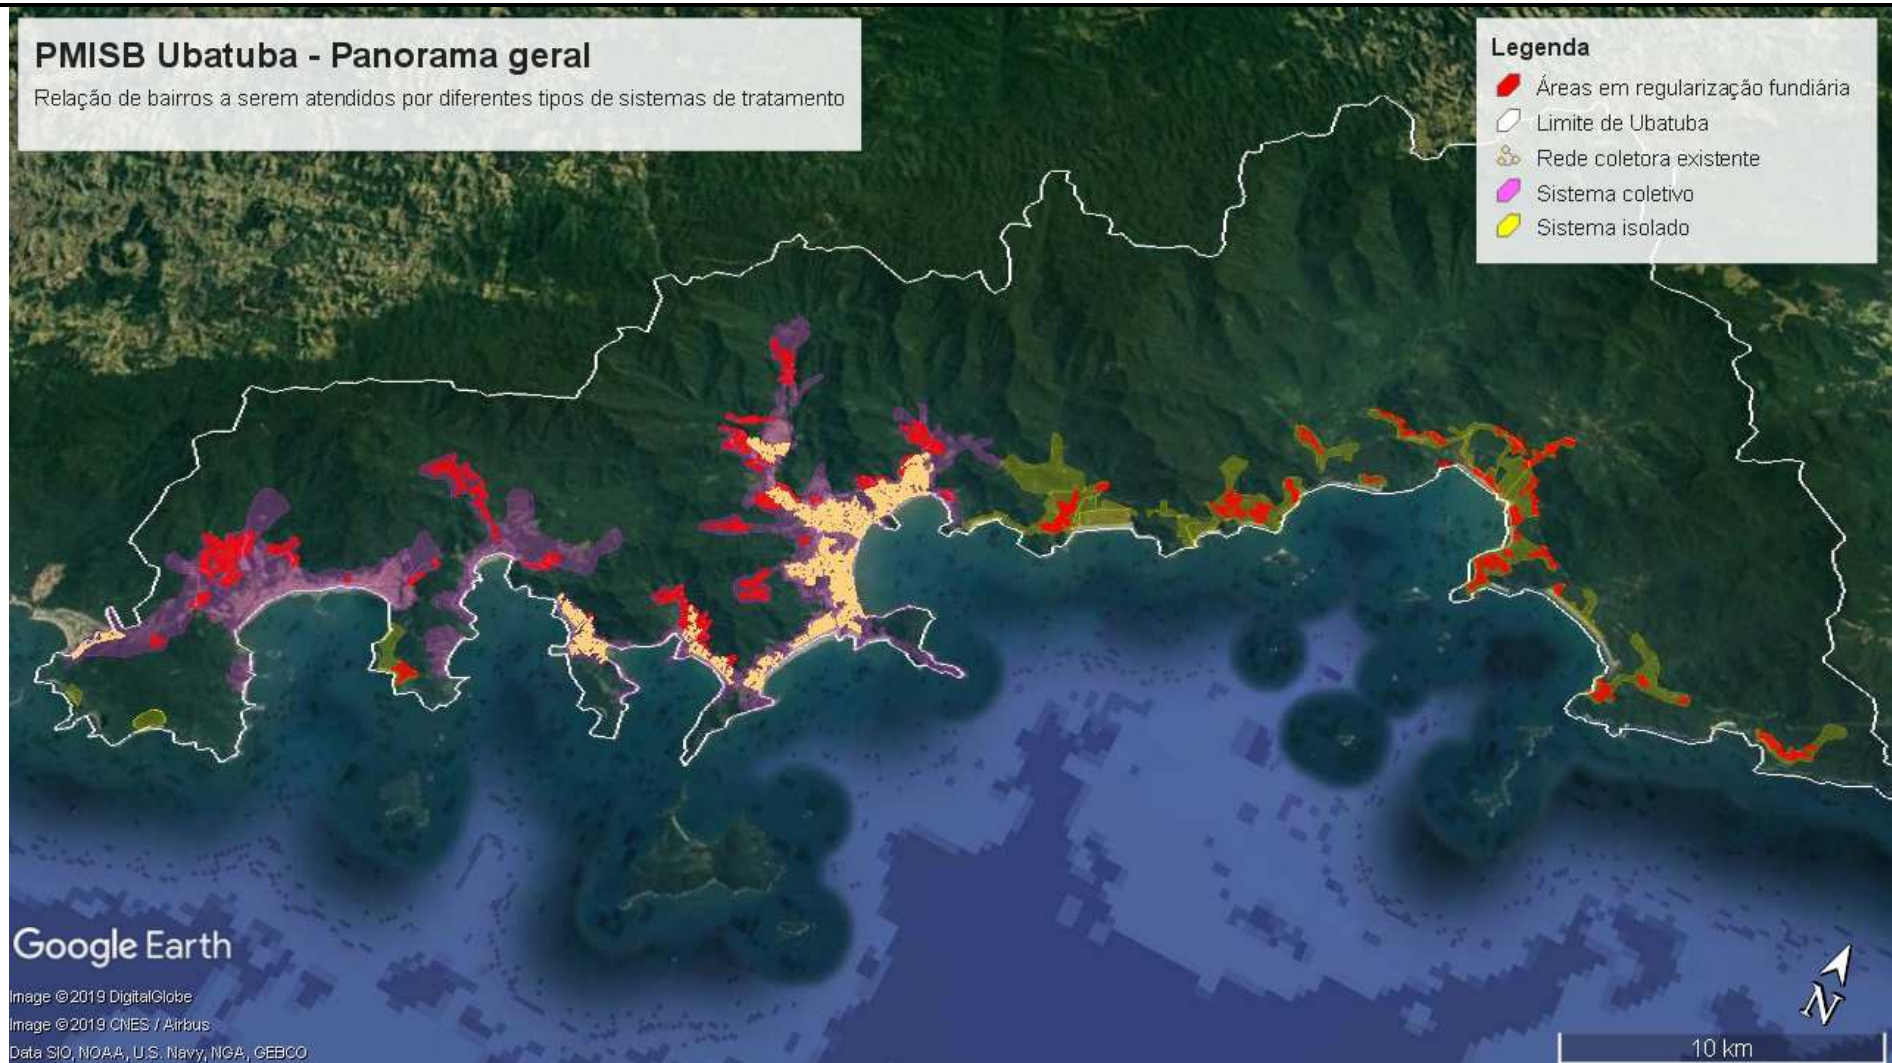 PMISB Ubatuba - Panorama geral
Relação de bairros a serem atendidos por diferentes tipos de sistemas de tratamento
Legenda
Áreas em regularização fundiária
Limite de Ubatuba
Rede coletora existente
Sistema coletivo
Sistema isolado
Google Earth
Image ©2019 DigitalGlobe
Image ©2019 CNES / Airbus
Data SIO, NOAA, U.S. Navy, NGA, GEBCO
N
10 km